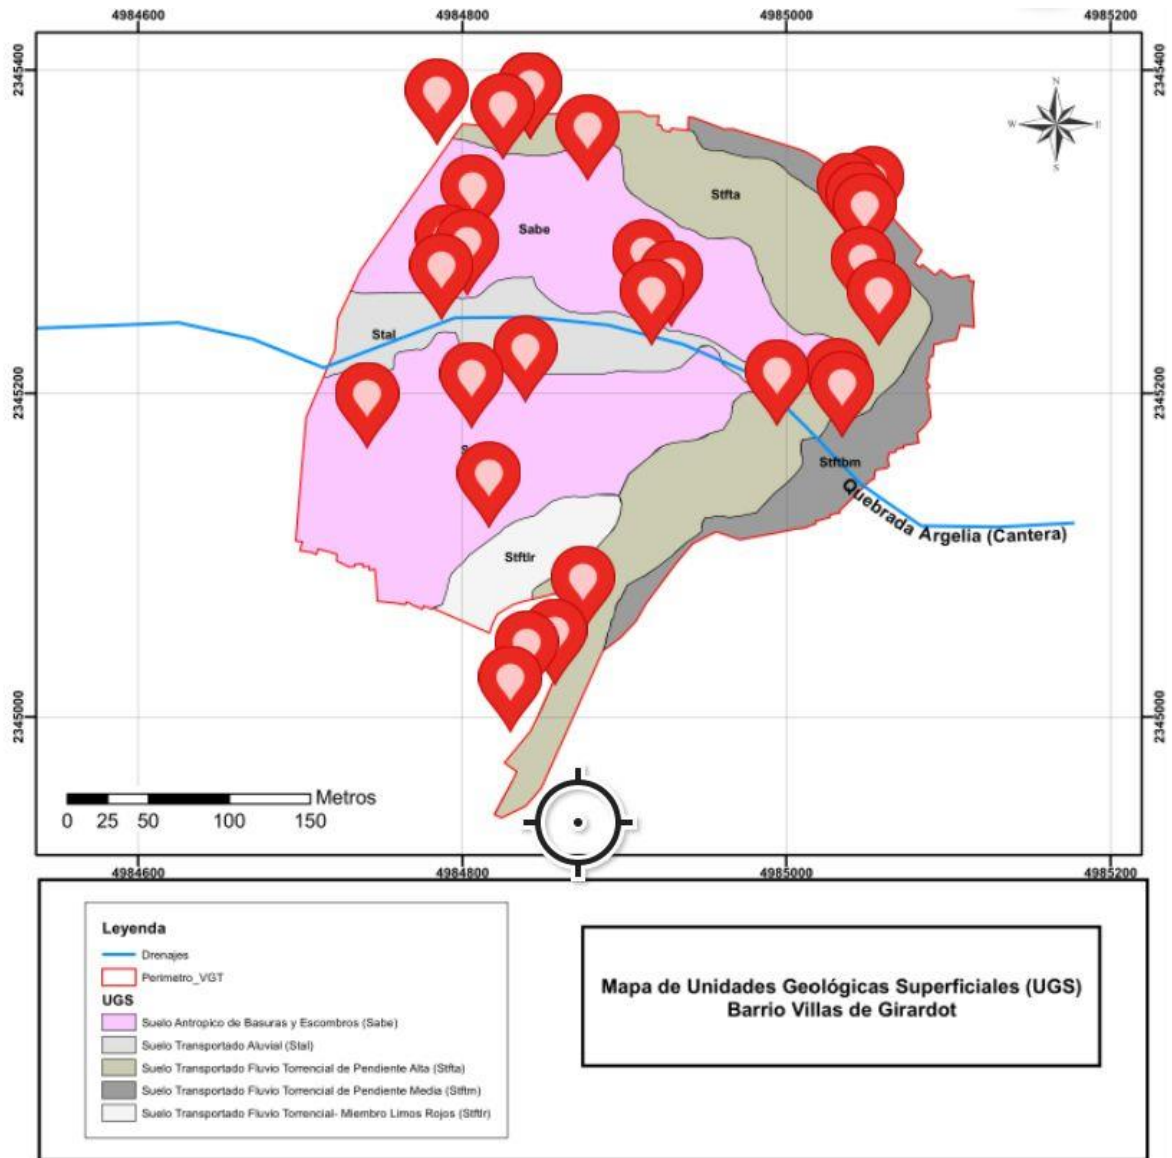 4984600 4984800 4985000 4985200
2345400 2345400
N
W E
S
Stfta
Sabe
Stal
2345200 2345200
S
Stftbm
Quebrada Argelia (Cantera)
Stftlr
2345000 2345000
Metros
0 25 50 100 150
4984600 4984800 4985000 4985200
Leyenda
Drenajes
Perimetro_VGT
UGS
Suelo Antropico de Basuras y Escombros (Sabe)
Suelo Transportado Aluvial (Stal)
Suelo Transportado Fluvio Torrencial de Pendiente Alta (Stfta)
Suelo Transportado Fluvio Torrencial de Pendiente Media (Stftm)
Suelo Transportado Fluvio Torrencial- Miembro Limos Rojos (Stftlr)
Mapa de Unidades Geológicas Superficiales (UGS)
Barrio Villas de Girardot